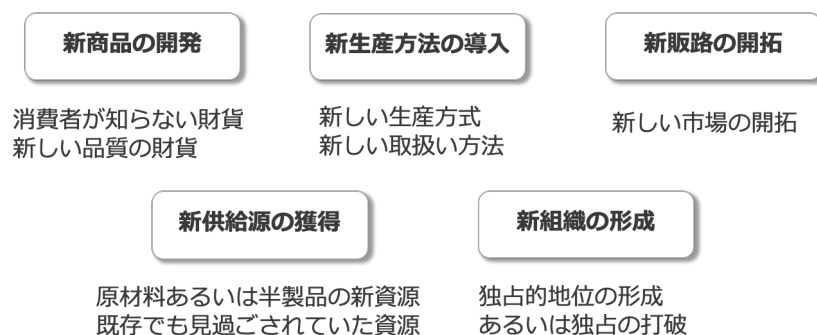 新商品の開発
消費者が知らない財貨
新しい品質の財貨
新生産方法の導入
新しい生産方式
新しい取扱い方法
新販路の開拓
新しい市場の開拓
新供給源の獲得
原材料あるいは半製品の新資源
既存でも見過ごされていた資源
新組織の形成
独占的地位の形成
あるいは独占の打破